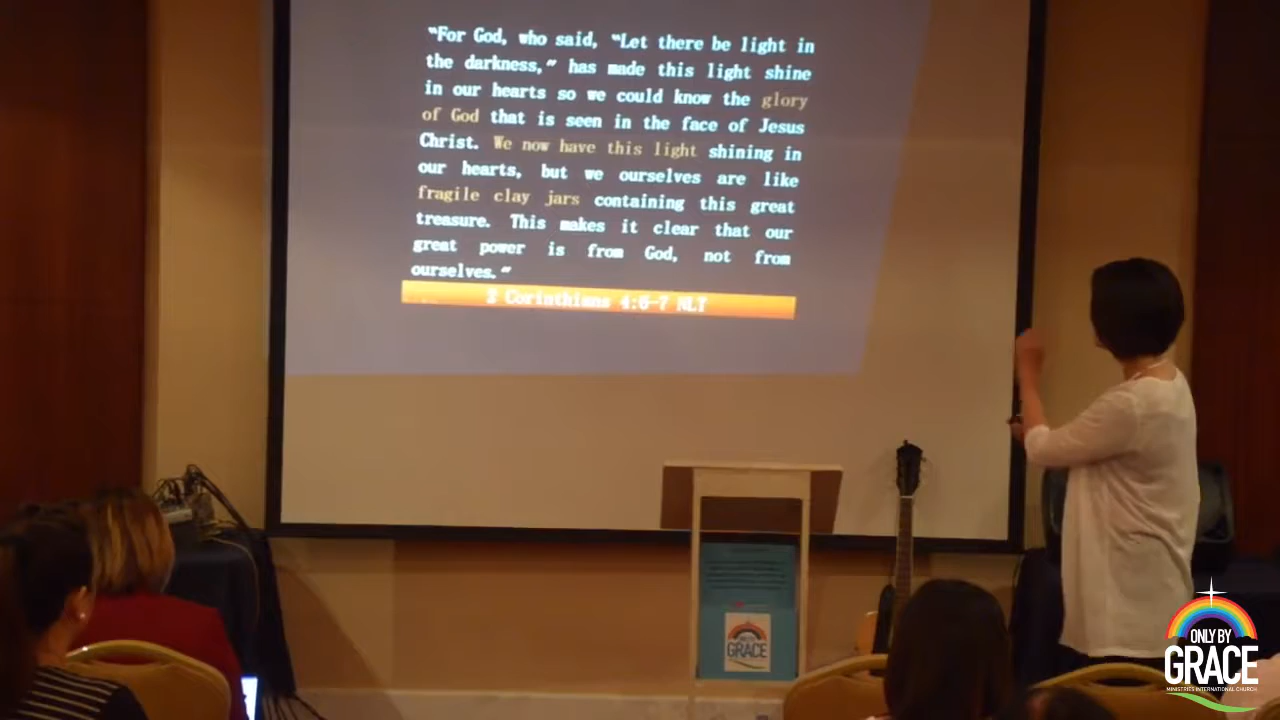 “For God, who said, “Let there be light in
the darkness,” has made this light shine
in our hearts so we could know the glory
of God that is seen in the face of Jesus
Christ. We now have this light shining in
our hearts, but we ourselves are like
fragile clay jars containing this great
treasure. This makes it clear that our
great power is from God, not from
ourselves.”
2 Corinthians 4:6-7 NLT
GRACE
ONLY BY
GRACE
MINISTRIES INTERNATIONAL CHURCH